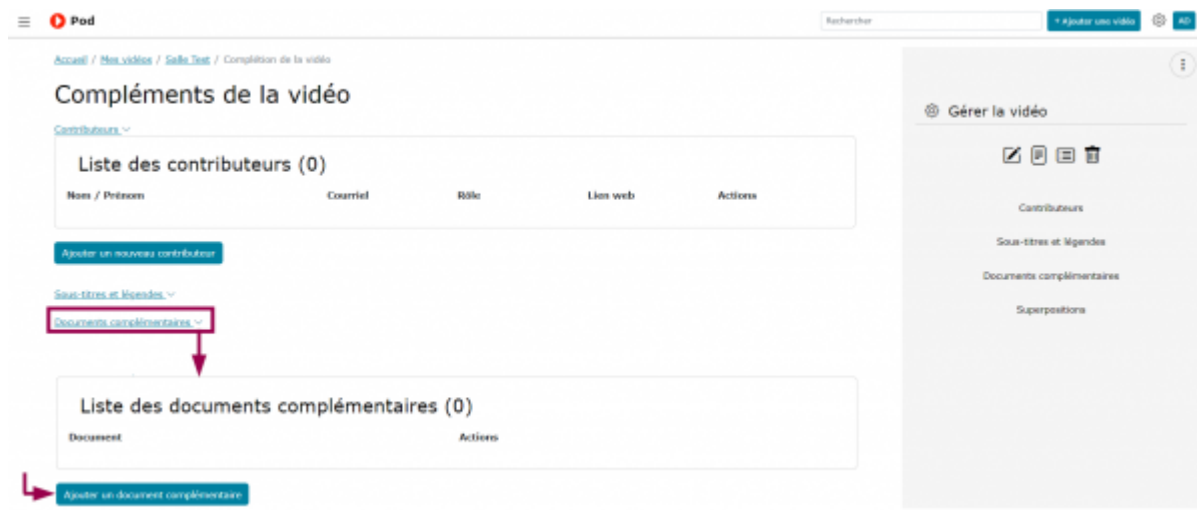 Pod
Rechercher
+ Ajouter une vidéo
AD
Accueil / Mes vidéos / Salle Test / Complétion de la vidéo
Compléments de la vidéo
Contributeurs
Liste des contributeurs (0)
Nom / Prénom Courriel Rôle Lien web Actions
Ajouter un nouveau contributeur
Sous-titres et légendes
Documents complémentaires
Liste des documents complémentaires (0)
Document Actions
Ajouter un document complémentaire
Gérer la vidéo
Contributeurs
Sous-titres et légendes
Documents complémentaires
Superpositions